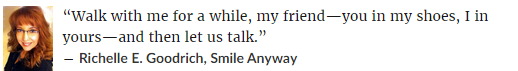 “Walk with me for a while, my friend—you in my shoes, I in
yours—and then let us talk.”
― Richelle E. Goodrich, Smile Anyway